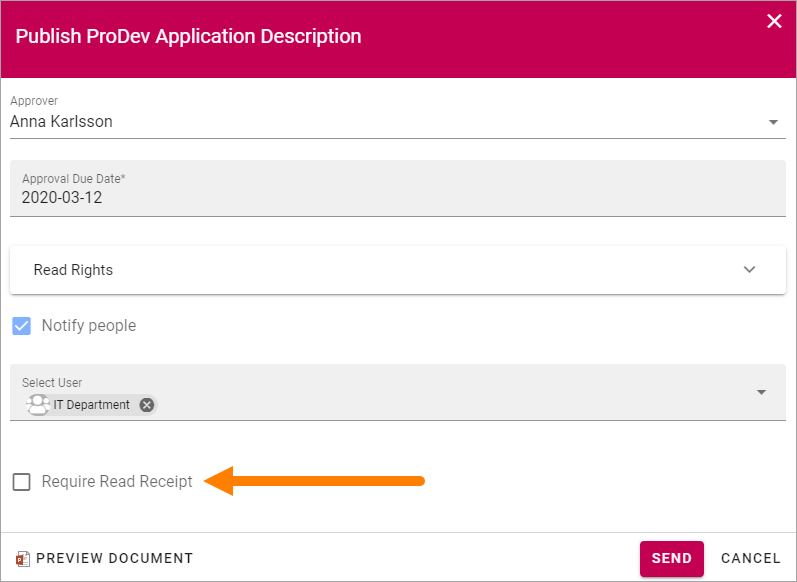 Publish ProDev Application Description
Approver
Anna Karlsson
Approval Due Date*
2020-03-12
Read Rights
Notify people
Select User
IT Department
Require Read Receipt
PREVIEW DOCUMENT
SEND
CANCEL